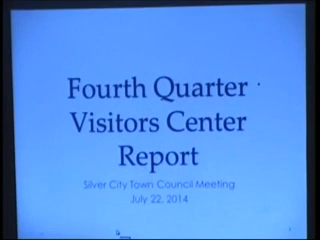 Fourth Quarter
Visitors Center
Report
Silver City Town Council Meeting
July 22, 2014